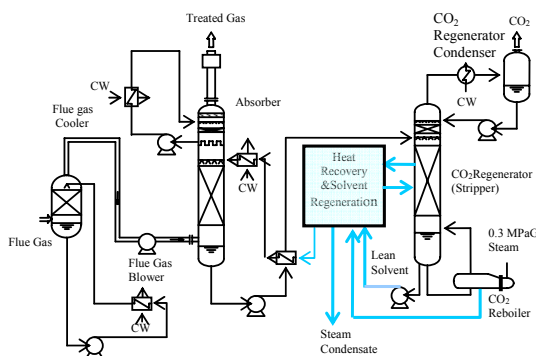 Treated Gas
CO2
CO2
Regenerator
Condenser
CW
Absorber
Flue gas
Cooler
CW
CW
Heat
Recovery
&Solvent
Regeneration
CO2Regenerator
(Stripper)
Flue Gas
Flue Gas
Blower
Lean
Solvent
0.3 MPaG
Steam
CW
CO2
Reboiler
Steam
Condensate